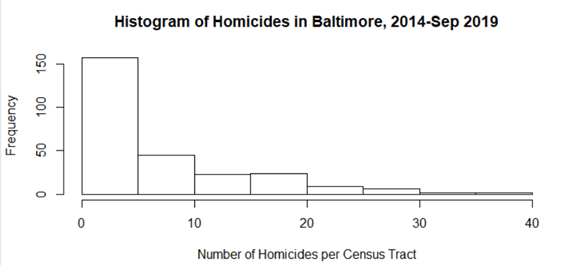 Histogram of Homicides in Baltimore, 2014-Sep 2019
Frequency
150
100
50
0
0 10 20 30 40
Number of Homicides per Census Tract